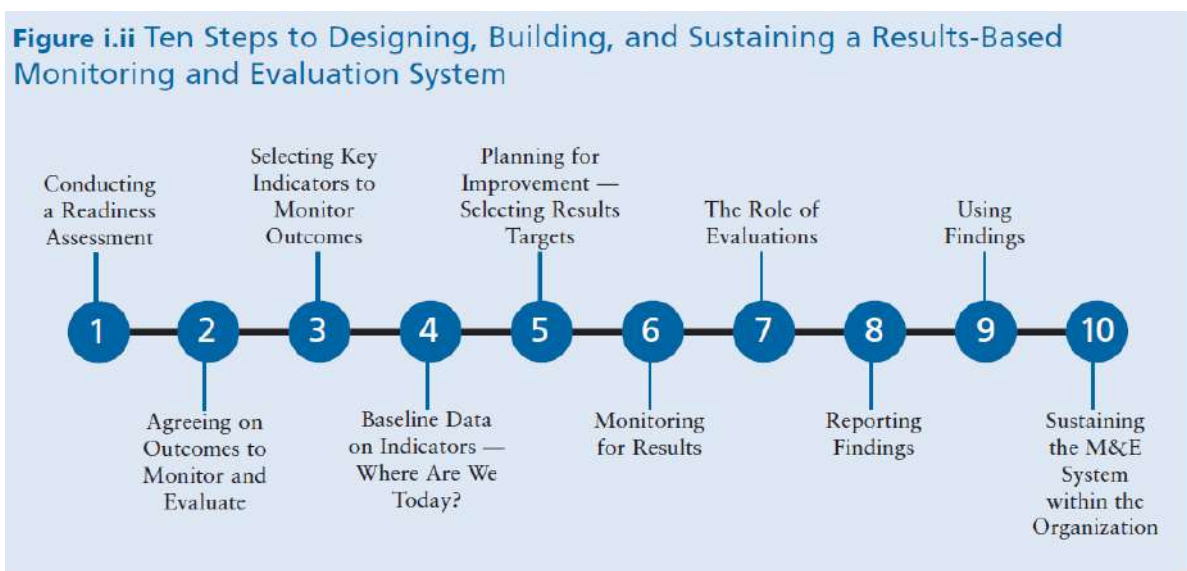 Figure i.ii Ten Steps to Designing, Building, and Sustaining a Results-Based
Monitoring and Evaluation System
Conducting
a Readiness
Assessment
Selecting Key
Indicators to
Monitor
Outcomes
Planning for
Improvement —
Selecting Results
Targets
The Role of
Evaluations
Using
Findings
1
2
3
4
5
6
7
8
9
10
Agreeing on
Outcomes to
Monitor and
Evaluate
Baseline Data
on Indicators —
Where Are We
Today?
Monitoring
for Results
Reporting
Findings
Sustaining
the M&E
System
within the
Organization